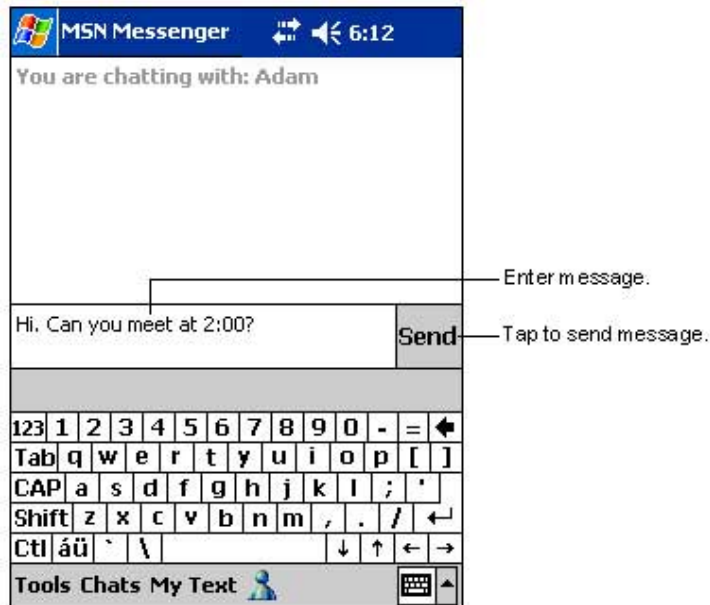 MSN Messenger 6:12
You are chatting with: Adam
Enter message.
Hi. Can you meet at 2:00?
Send
Tap to send message.
123 1 2 3 4 5 6 7 8 9 0 - =
Tab q w e r t y u i o p [ ]
CAP a s d f g h j k l ; '
Shift z x c v b n m , . /
Ctl áü ` \
Tools Chats My Text